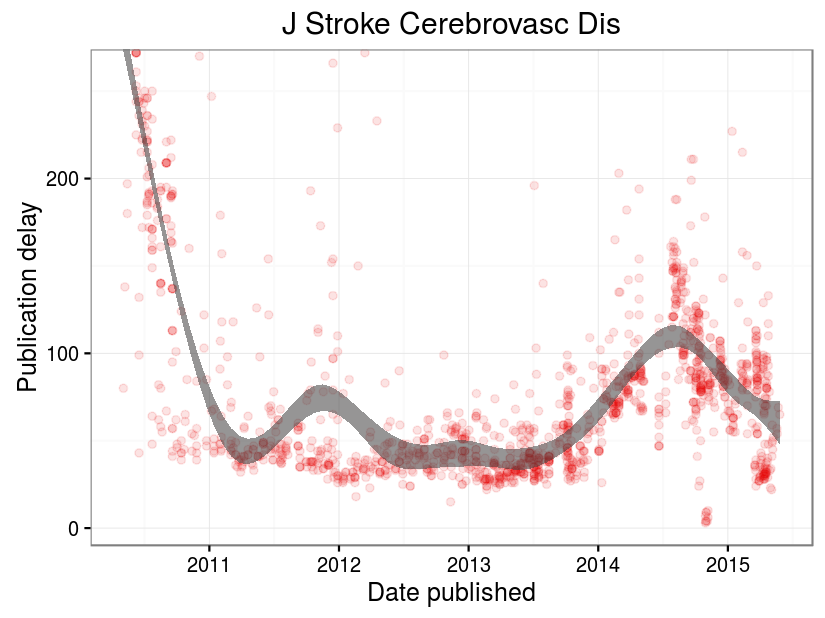 J Stroke Cerebrovasc Dis
Publication delay
200
100
0
2011 2012 2013 2014 2015
Date published